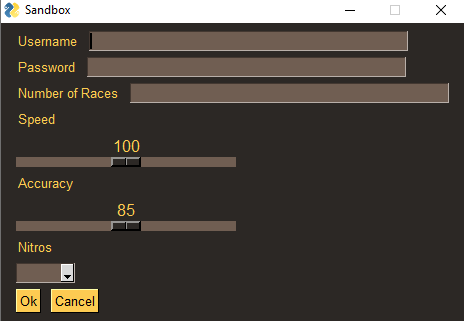 Sandbox
Username
Password
Number of Races
Speed
100
Accuracy
85
Nitros
Ok Cancel